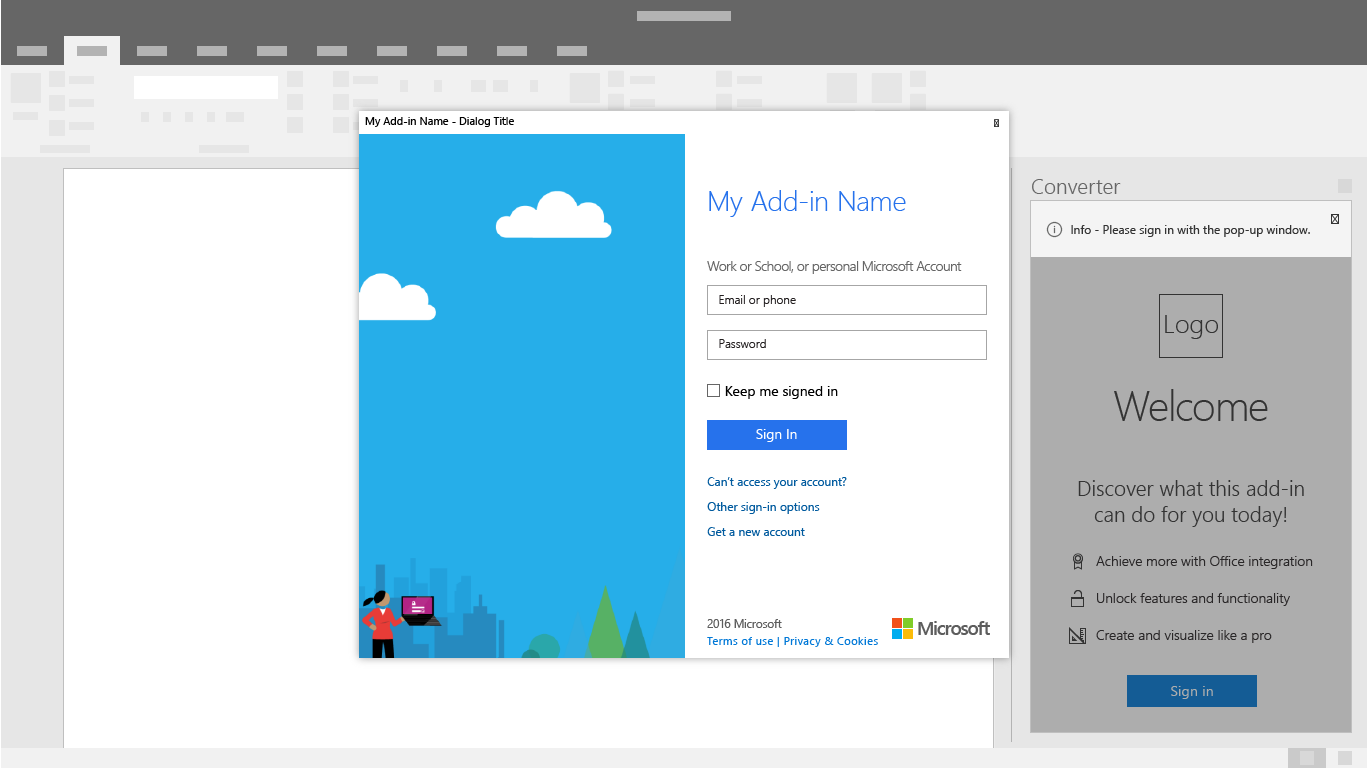 My Add-in Name - Dialog Title
My Add-in Name
Work or School, or personal Microsoft Account
Email or phone
Password
Keep me signed in
Sign In
Can't access your account?
Other sign-in options
Get a new account
2016 Microsoft
Terms of use | Privacy & Cookies
Microsoft
Converter
Info - Please sign in with the pop-up window.
Logo
Welcome
Discover what this add-in
can do for you today!
Achieve more with Office integration
Unlock features and functionality
Create and visualize like a pro
Sign in